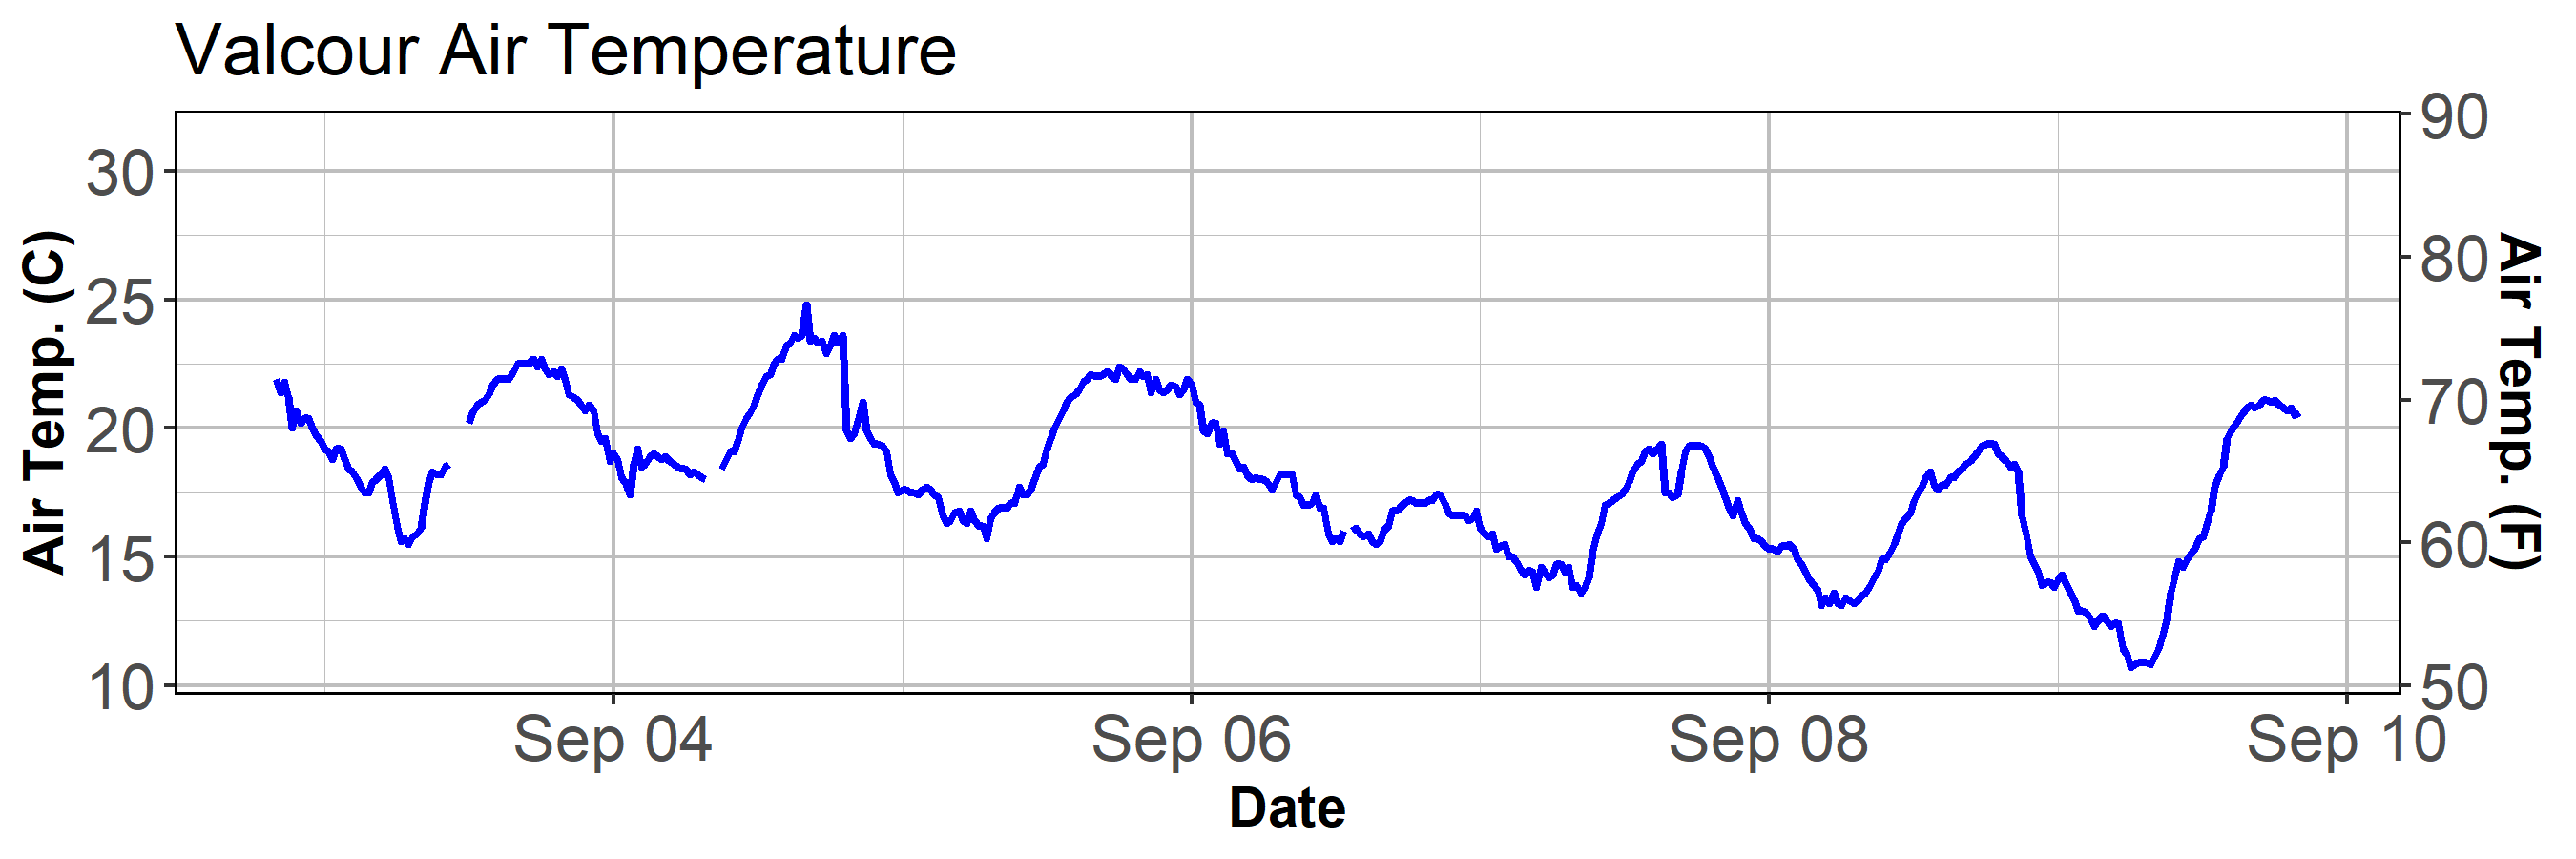 Valcour Air Temperature
Air Temp. (C)
30
25
20
15
10
90
80
70
60
50
Air Temp. (F)
Sep 04
Sep 06
Sep 08
Sep 10
Date